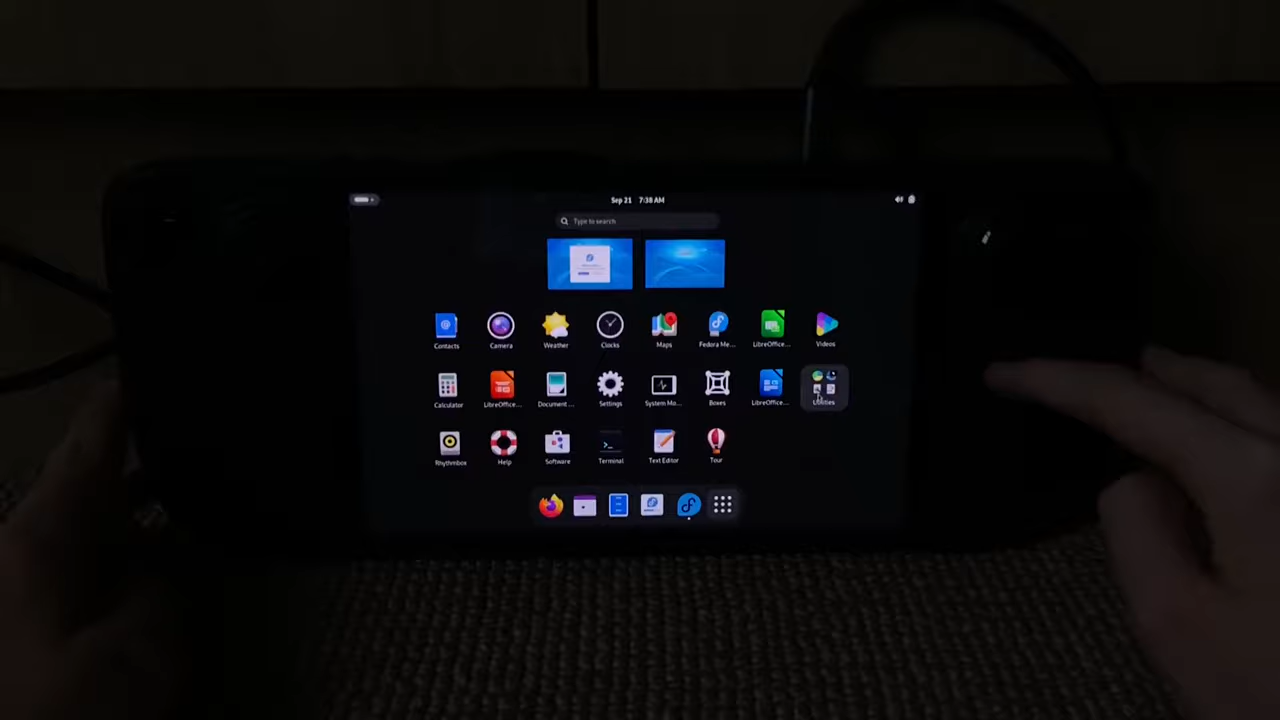 Sep 21 7:38 AM
Type to search
Contacts Camera Weather Clocks Maps Fedora Me... LibreOffice... Videos
Calculator LibreOffice... Document ... Settings System Mo... Boxes LibreOffice... Utilities
Rhythmbox Help Software Terminal Text Editor Tour